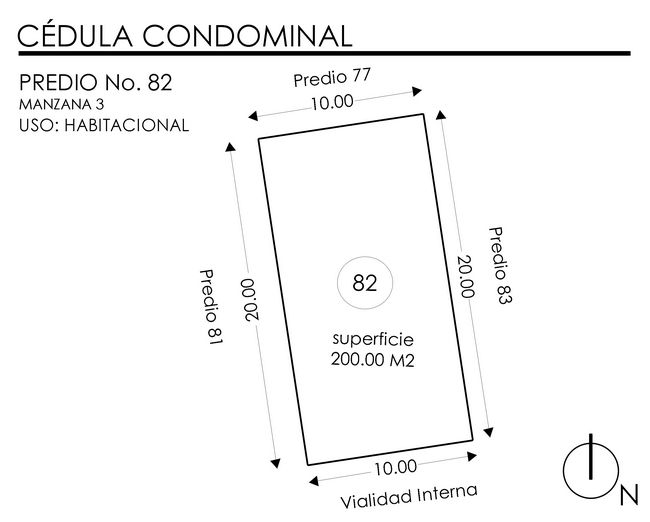 CÉDULA CONDOMINAL
PREDIO No. 82
MANZANA 3
USO: HABITACIONAL
Predio 77
10.00
Predio 81
20.00
82
superficie
200.00 M2
20.00
Predio 83
10.00
Vialidad Interna
N